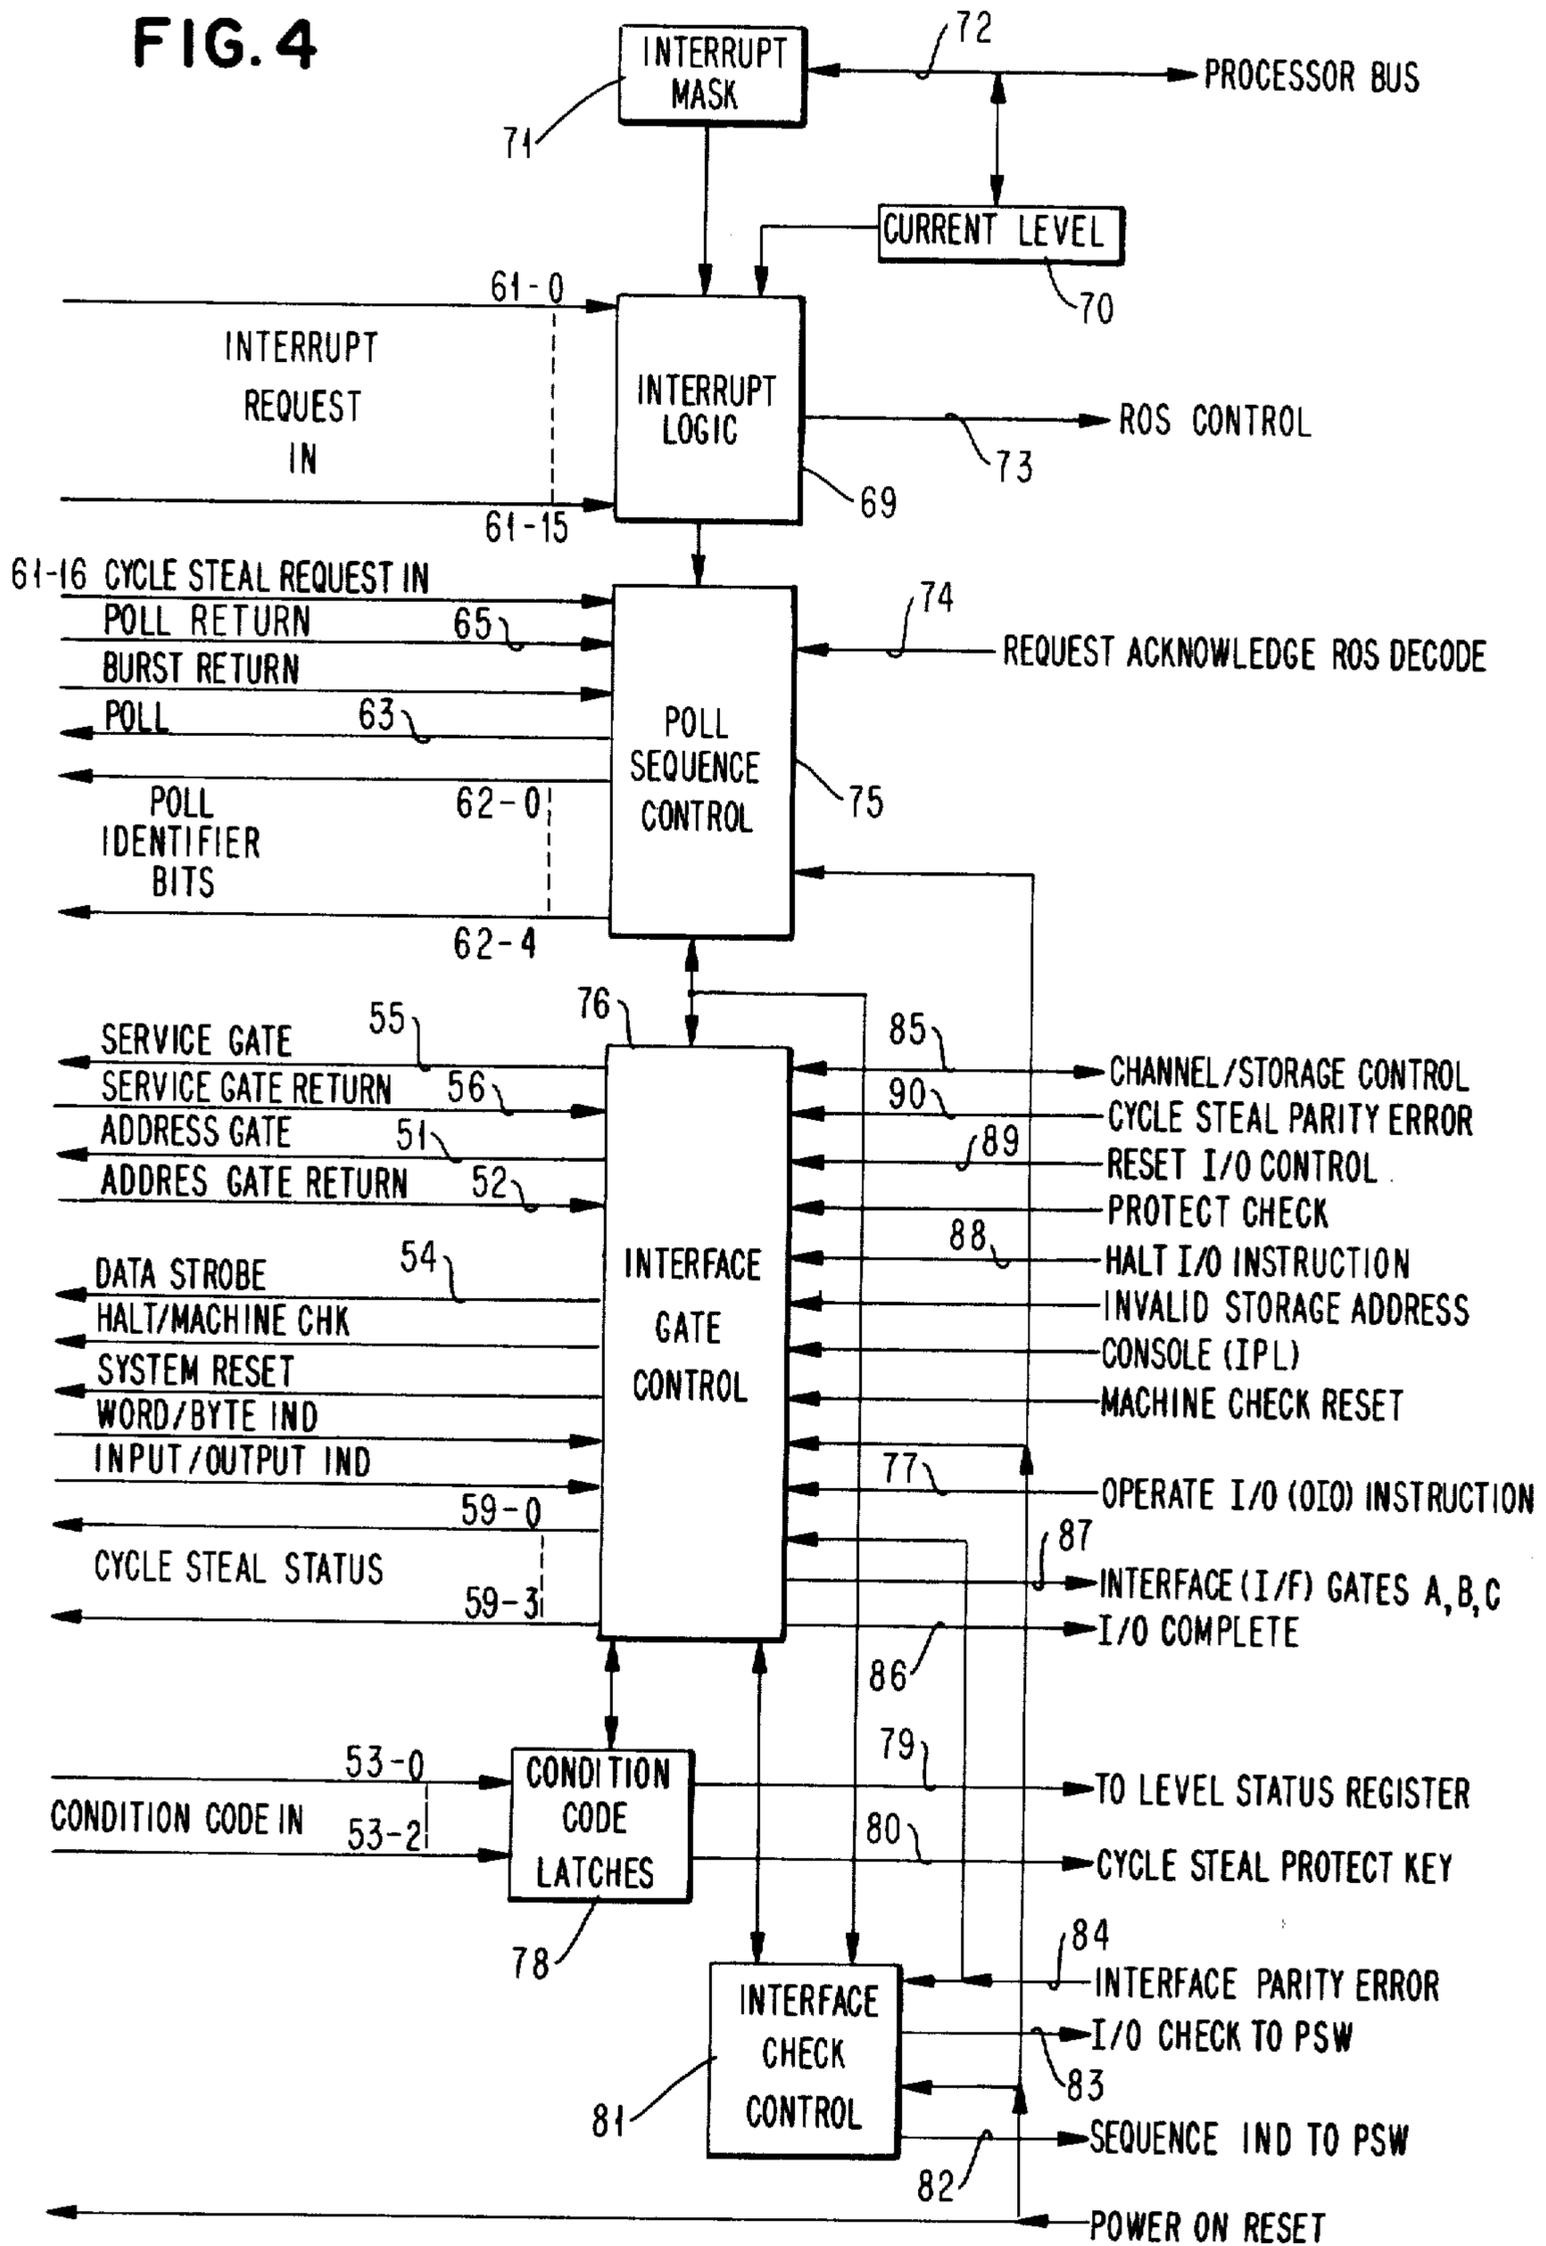 FIG. 4
INTERRUPT
MASK
71
72
PROCESSOR BUS
CURRENT LEVEL
70
61-0
INTERRUPT
REQUEST
IN
61-15
INTERRUPT
LOGIC
69
73
ROS CONTROL
61-16 CYCLE STEAL REQUEST IN
POLL RETURN
65
BURST RETURN
POLL
63
62-0
POLL
IDENTIFIER
BITS
62-4
POLL
SEQUENCE
CONTROL
75
74
REQUEST ACKNOWLEDGE ROS DECODE
76
SERVICE GATE
55
SERVICE GATE RETURN
56
ADDRESS GATE
51
ADDRES GATE RETURN
52
DATA STROBE
54
HALT/MACHINE CHK
SYSTEM RESET
WORD/BYTE IND
INPUT/OUTPUT IND
59-0
CYCLE STEAL STATUS
59-3
INTERFACE
GATE
CONTROL
85
CHANNEL/STORAGE CONTROL
90
CYCLE STEAL PARITY ERROR
89
RESET I/O CONTROL
PROTECT CHECK
88
HALT I/O INSTRUCTION
INVALID STORAGE ADDRESS
CONSOLE (IPL)
MACHINE CHECK RESET
77
OPERATE I/O (OIO) INSTRUCTION
87
INTERFACE (I/F) GATES A, B, C
I/O COMPLETE
86
53-0
CONDITION CODE IN
53-2
CONDITION
CODE
LATCHES
78
79
TO LEVEL STATUS REGISTER
80
CYCLE STEAL PROTECT KEY
84
INTERFACE PARITY ERROR
INTERFACE
CHECK
CONTROL
81
I/O CHECK TO PSW
83
SEQUENCE IND TO PSW
82
POWER ON RESET